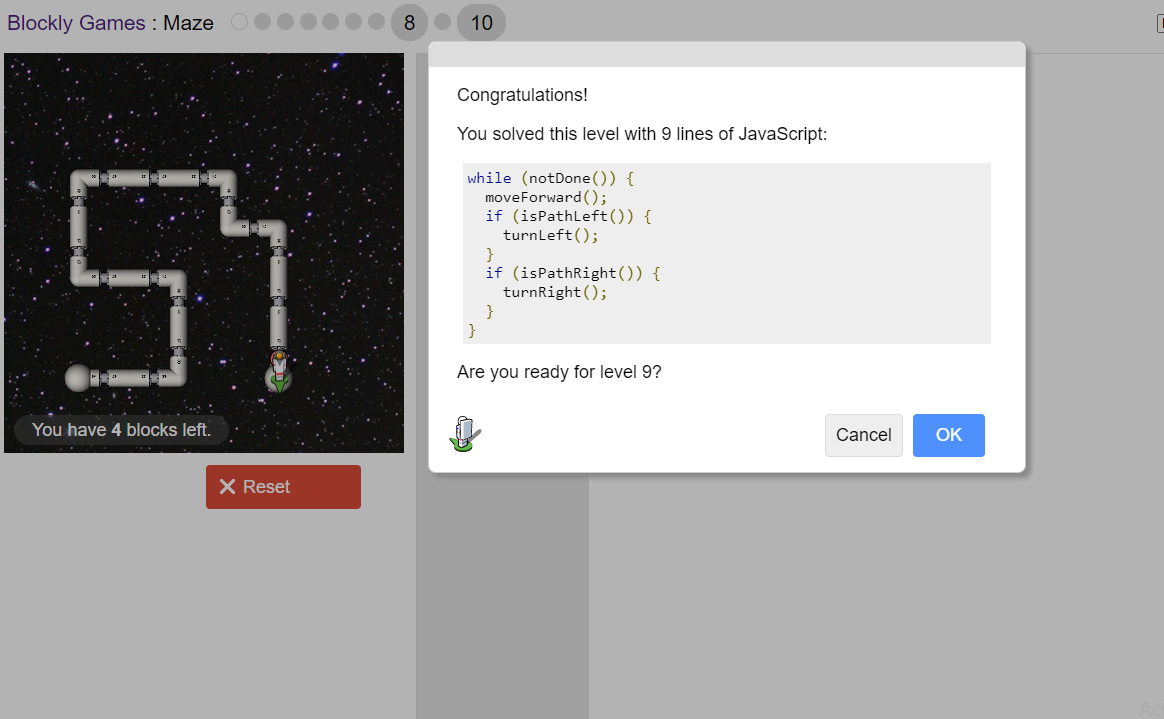 Blockly Games : Maze 8 10
Congratulations!
You solved this level with 9 lines of JavaScript:
while (notDone()) {
  moveForward();
  if (isPathLeft()) {
    turnLeft();
  }
  if (isPathRight()) {
    turnRight();
  }
}
Are you ready for level 9?
You have 4 blocks left.
Cancel OK
Reset